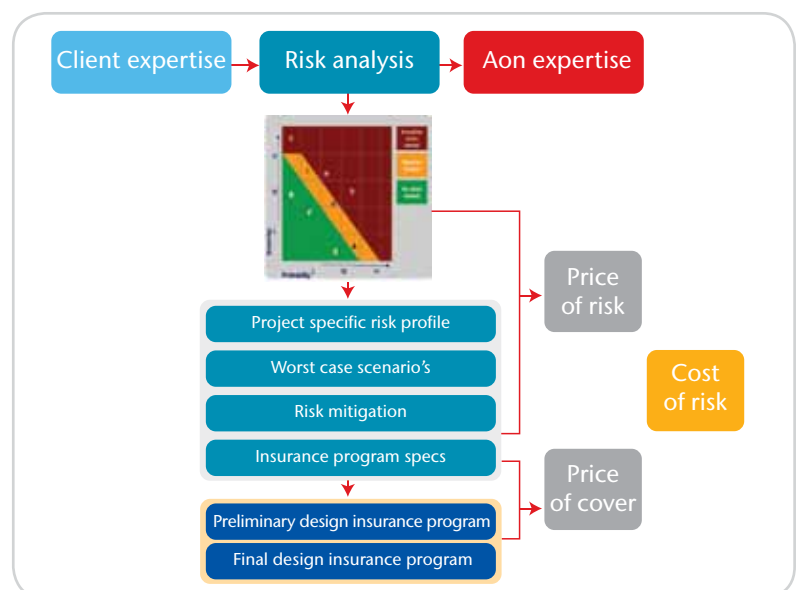 Client expertise
Risk analysis
Aon expertise
Price
of risk
Project specific risk profile
Worst case scenario's
Risk mitigation
Insurance program specs
Cost
of risk
Price
of cover
Preliminary design insurance program
Final design insurance program